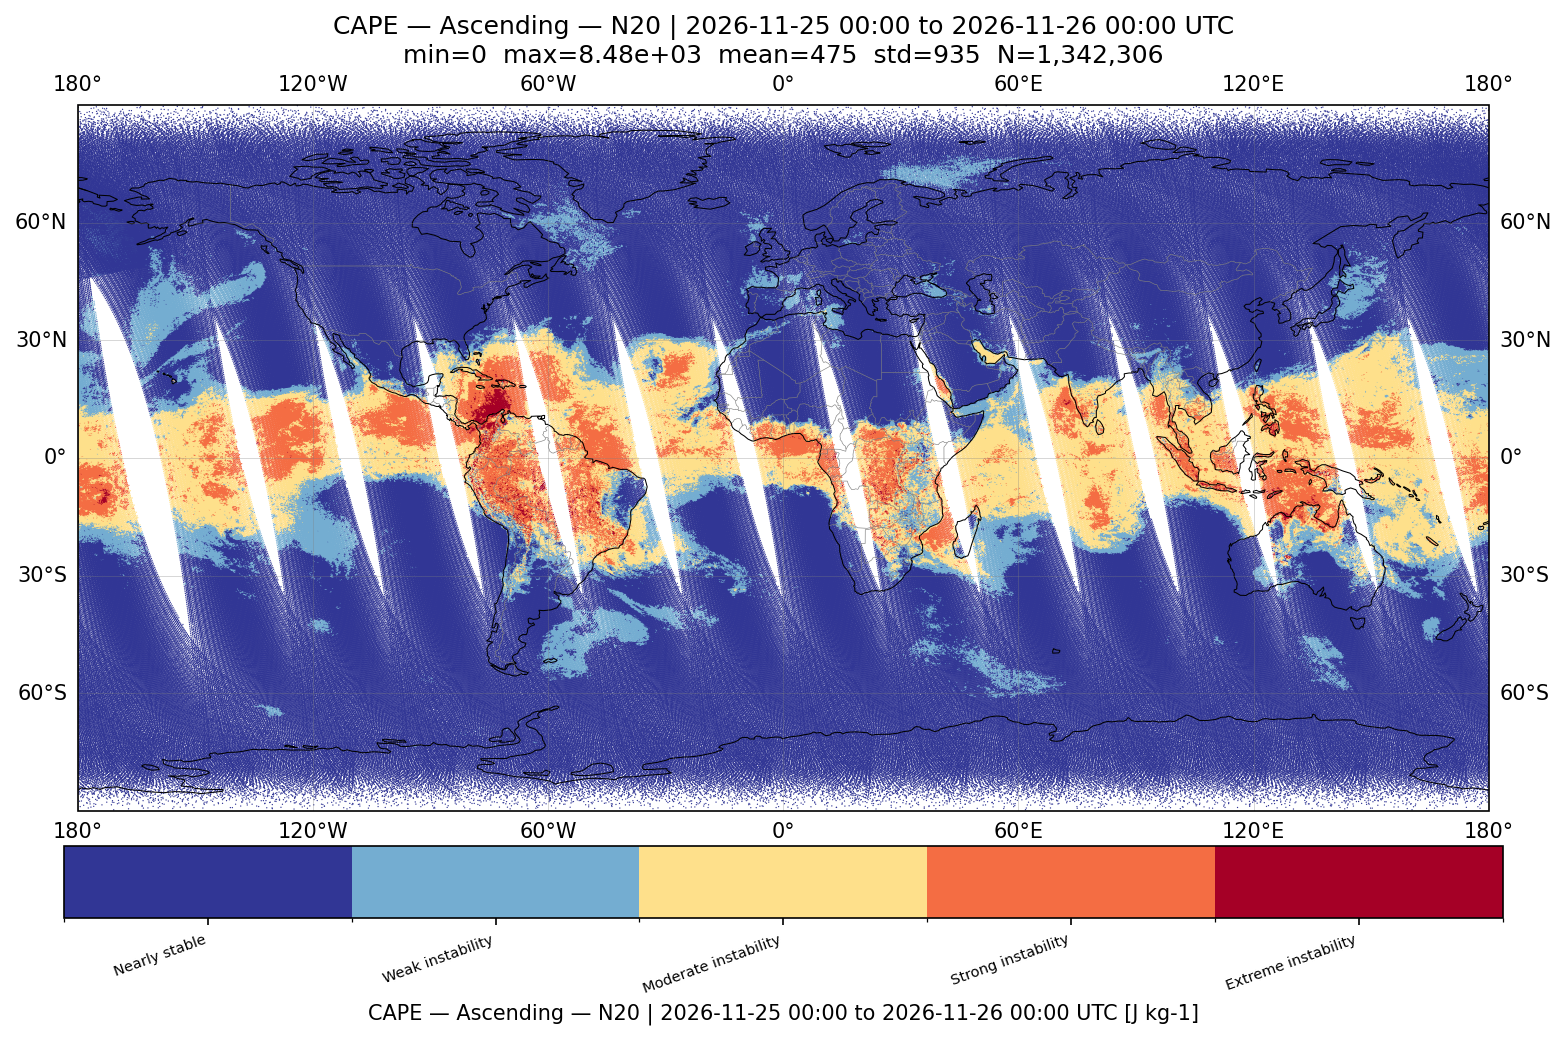 CAPE — Ascending — N20 | 2026-11-25 00:00 to 2026-11-26 00:00 UTC
min=0 max=8.48e+03 mean=475 std=935 N=1,342,306
180° 120°W 60°W 0° 60°E 120°E 180°
60°N 60°N
30°N 30°N
0° 0°
30°S 30°S
60°S 60°S
180° 120°W 60°W 0° 60°E 120°E 180°
Nearly stable Weak instability Moderate instability Strong instability Extreme instability
CAPE — Ascending — N20 | 2026-11-25 00:00 to 2026-11-26 00:00 UTC [J kg-1]